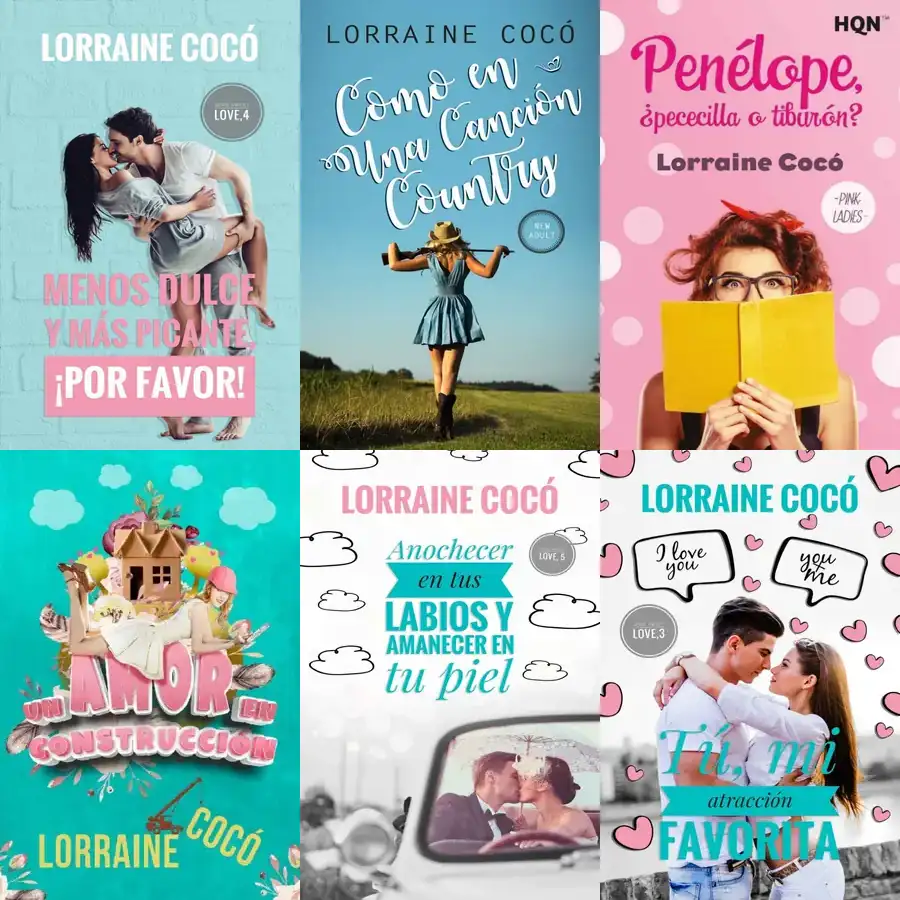 LORRAINE COCÓ
LOVE,4
MENOS DULCE
Y MÁS PICANTE,
¡POR FAVOR!
LORRAINE COCÓ
Como en
Una Canción
Country
NEW
ADULT
HQN™
Penélope,
¿pececilla o tiburón?
Lorraine Cocó
-PINK
LADIES-
UN AMOR EN
CONSTRUCCIÓN
LORRAINE COCÓ
LORRAINE COCÓ
Anochecer
en tus
LABIOS Y
AMANECER EN
tu piel
LOVE, 5
LORRAINE COCÓ
I love
you
you
me
LOVE,3
Tú, mi
atracción
FAVORITA